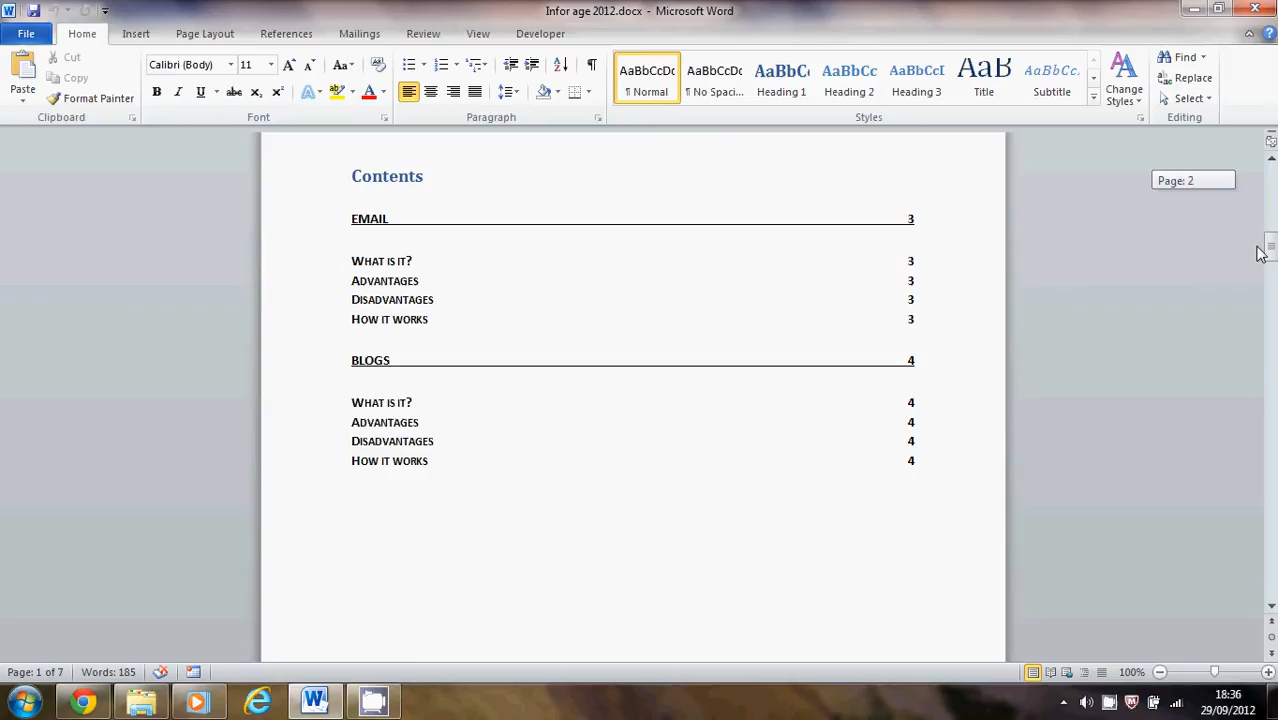 Infor age 2012.docx - Microsoft Word
File Home Insert Page Layout References Mailings Review View Developer
Paste
Cut
Copy
Format Painter
Clipboard
Calibri (Body) 11
Font
Paragraph
AaBbCcDc AaBbCcDc AaBbCc AaBbCc AaBbCcI AaB AaBbCc.
¶ Normal ¶ No Spaci... Heading 1 Heading 2 Heading 3 Title Subtitle
Change
Styles
Styles
Find
Replace
Select
Editing
Page: 2
Contents
EMAIL 3
WHAT IS IT? 3
ADVANTAGES 3
DISADVANTAGES 3
HOW IT WORKS 3
BLOGS 4
WHAT IS IT? 4
ADVANTAGES 4
DISADVANTAGES 4
HOW IT WORKS 4
Page: 1 of 7 Words: 185 100%
18:36
29/09/2012